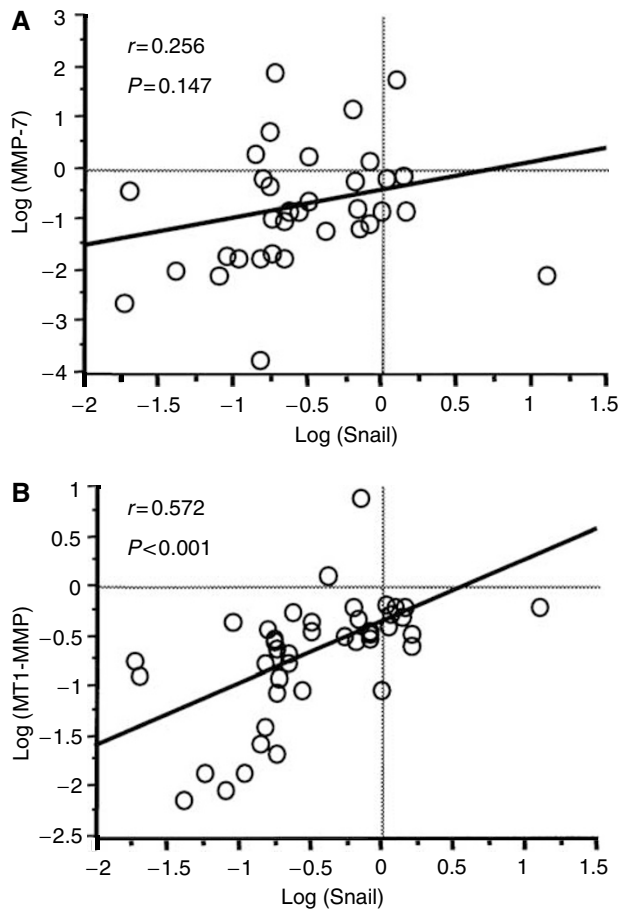 A
r=0.256
P=0.147
Log (MMP-7)
3
2
1
0
−1
−2
−3
−4
−2 −1.5 −1 −0.5 0 0.5 1 1.5
Log (Snail)
B
r=0.572
P<0.001
Log (MT1-MMP)
1
0.5
0
−0.5
−1
−1.5
−2
−2.5
−2 −1.5 −1 −0.5 0 0.5 1 1.5
Log (Snail)